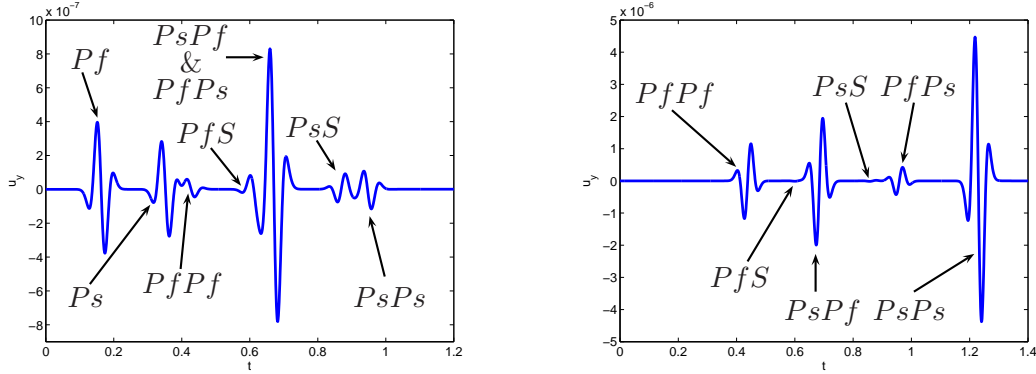 x 10⁻⁷
10
8
6
4
2
0
−2
−4
−6
−8
0
0.2
0.4
0.6
0.8
1
1.2
t
u_y
Pf
PsPf
&
PfPs
PfS
PsS
Ps
PfPf
PsPs
x 10⁻⁶
5
4
3
2
1
0
−1
−2
−3
−4
−5
0
0.2
0.4
0.6
0.8
1
1.2
1.4
t
u_y
PfPf
PsS
PfPs
PfS
PsPf
PsPs